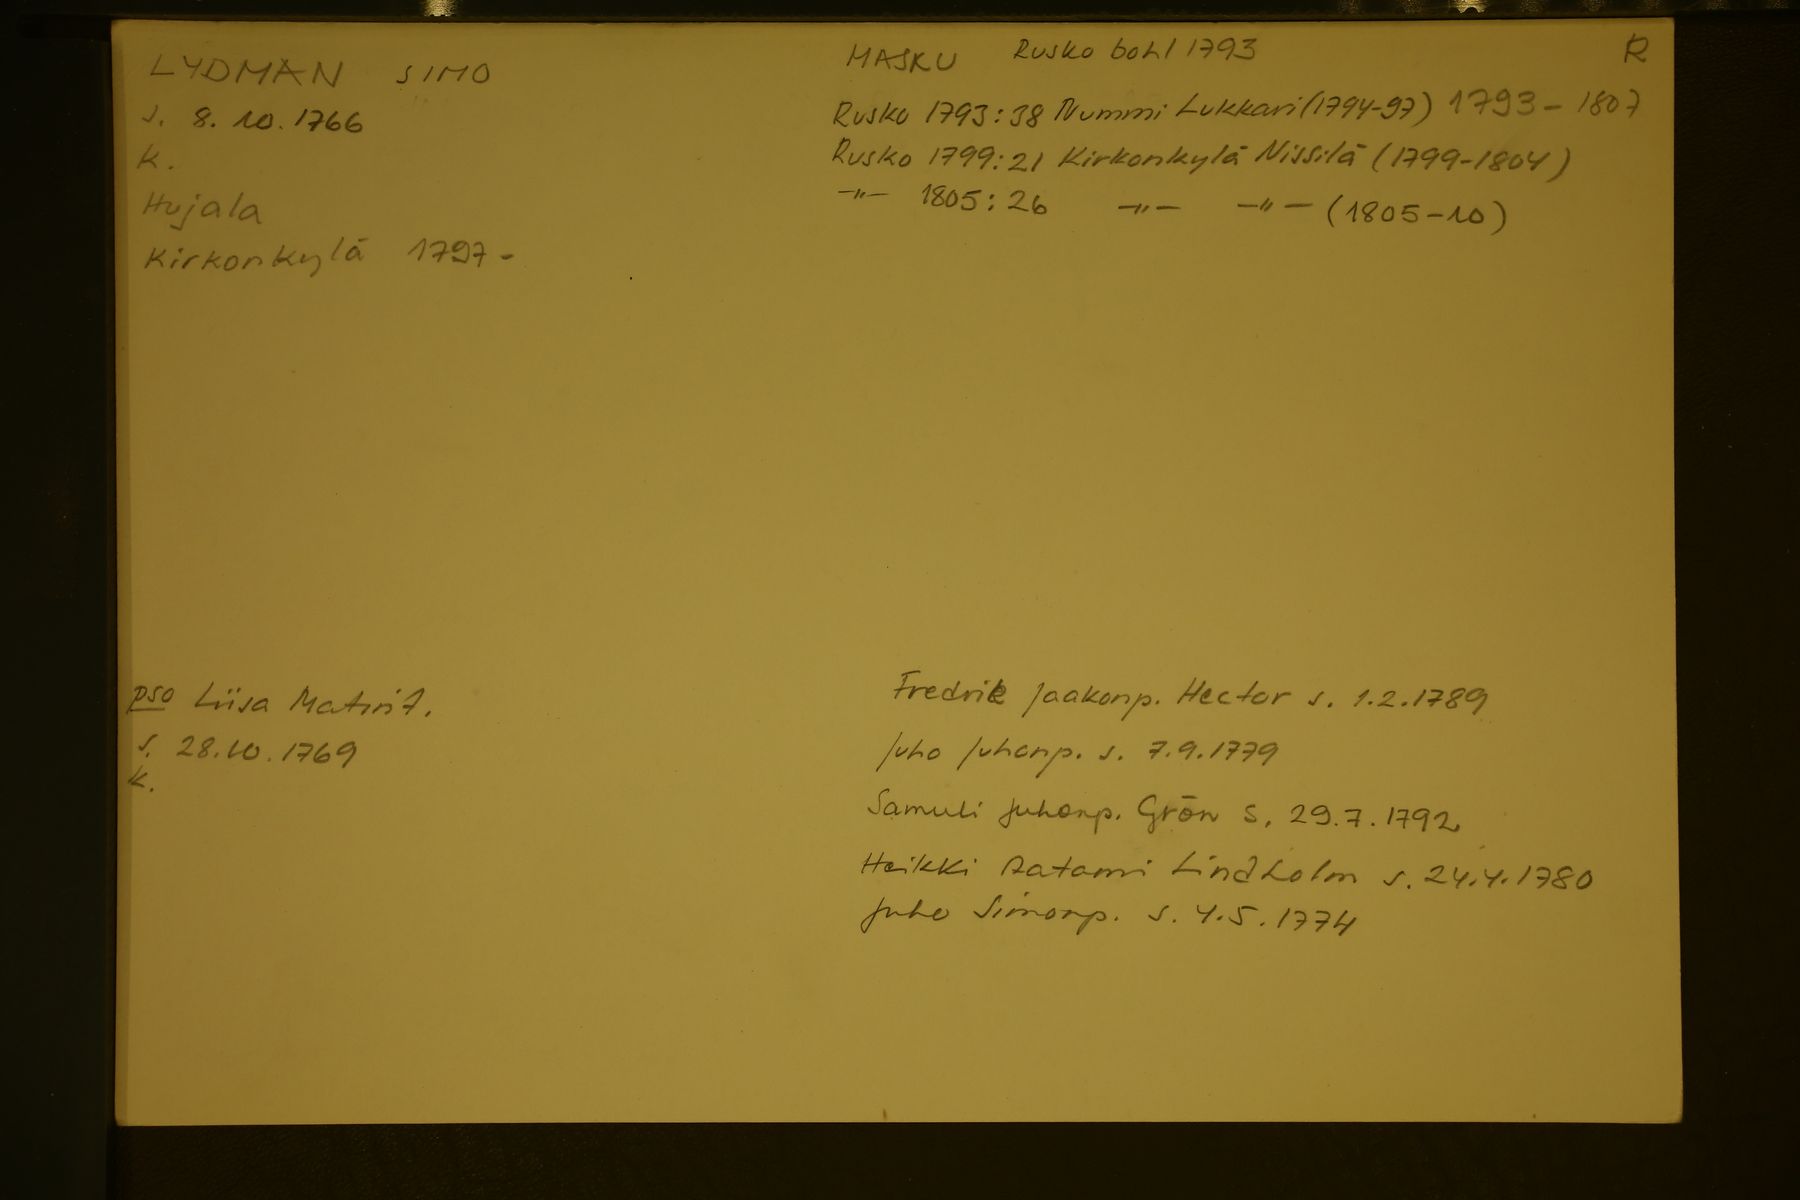 LYDMAN SIMO
s. 8.10.1766
k.
Hujala
Kirkonkylä 1797-
MASKU Rusko bohl 1793 R
Rusko 1793:38 Nummi Lukkari (1794-97) 1793-1807
Rusko 1799:21 Kirkonkylä Nissilä (1799-1804)
-"- 1805:26 -"- -"- (1805-10)
pso Liisa Matint.
s. 28.10.1769
k.
Fredrik Jaakonp. Hector s. 1.2.1789
Juho Juhonp. s. 7.9.1779
Samuli Juhonp. Grön s. 29.7.1792
Heikki Aatami Lindholm s. 24.4.1780
Juho Simonp. s. 4.5.1774